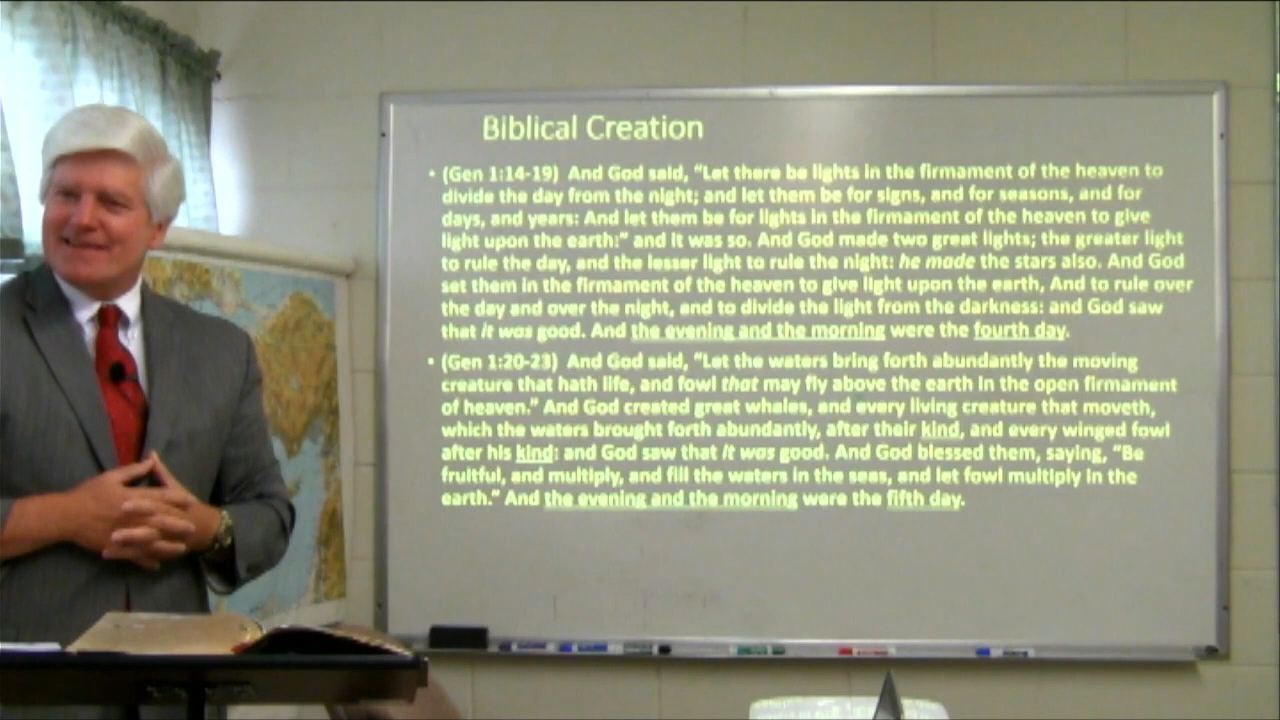 Biblical Creation
• (Gen 1:14-19) And God said, “Let there be lights in the firmament of the heaven to
divide the day from the night; and let them be for signs, and for seasons, and for
days, and years: And let them be for lights in the firmament of the heaven to give
light upon the earth:” and it was so. And God made two great lights; the greater light
to rule the day, and the lesser light to rule the night: he made the stars also. And God
set them in the firmament of the heaven to give light upon the earth, And to rule over
the day and over the night, and to divide the light from the darkness: and God saw
that it was good. And the evening and the morning were the fourth day.
• (Gen 1:20-23) And God said, “Let the waters bring forth abundantly the moving
creature that hath life, and fowl that may fly above the earth in the open firmament
of heaven.” And God created great whales, and every living creature that moveth,
which the waters brought forth abundantly, after their kind, and every winged fowl
after his kind: and God saw that it was good. And God blessed them, saying, “Be
fruitful, and multiply, and fill the waters in the seas, and let fowl multiply in the
earth.” And the evening and the morning were the fifth day.